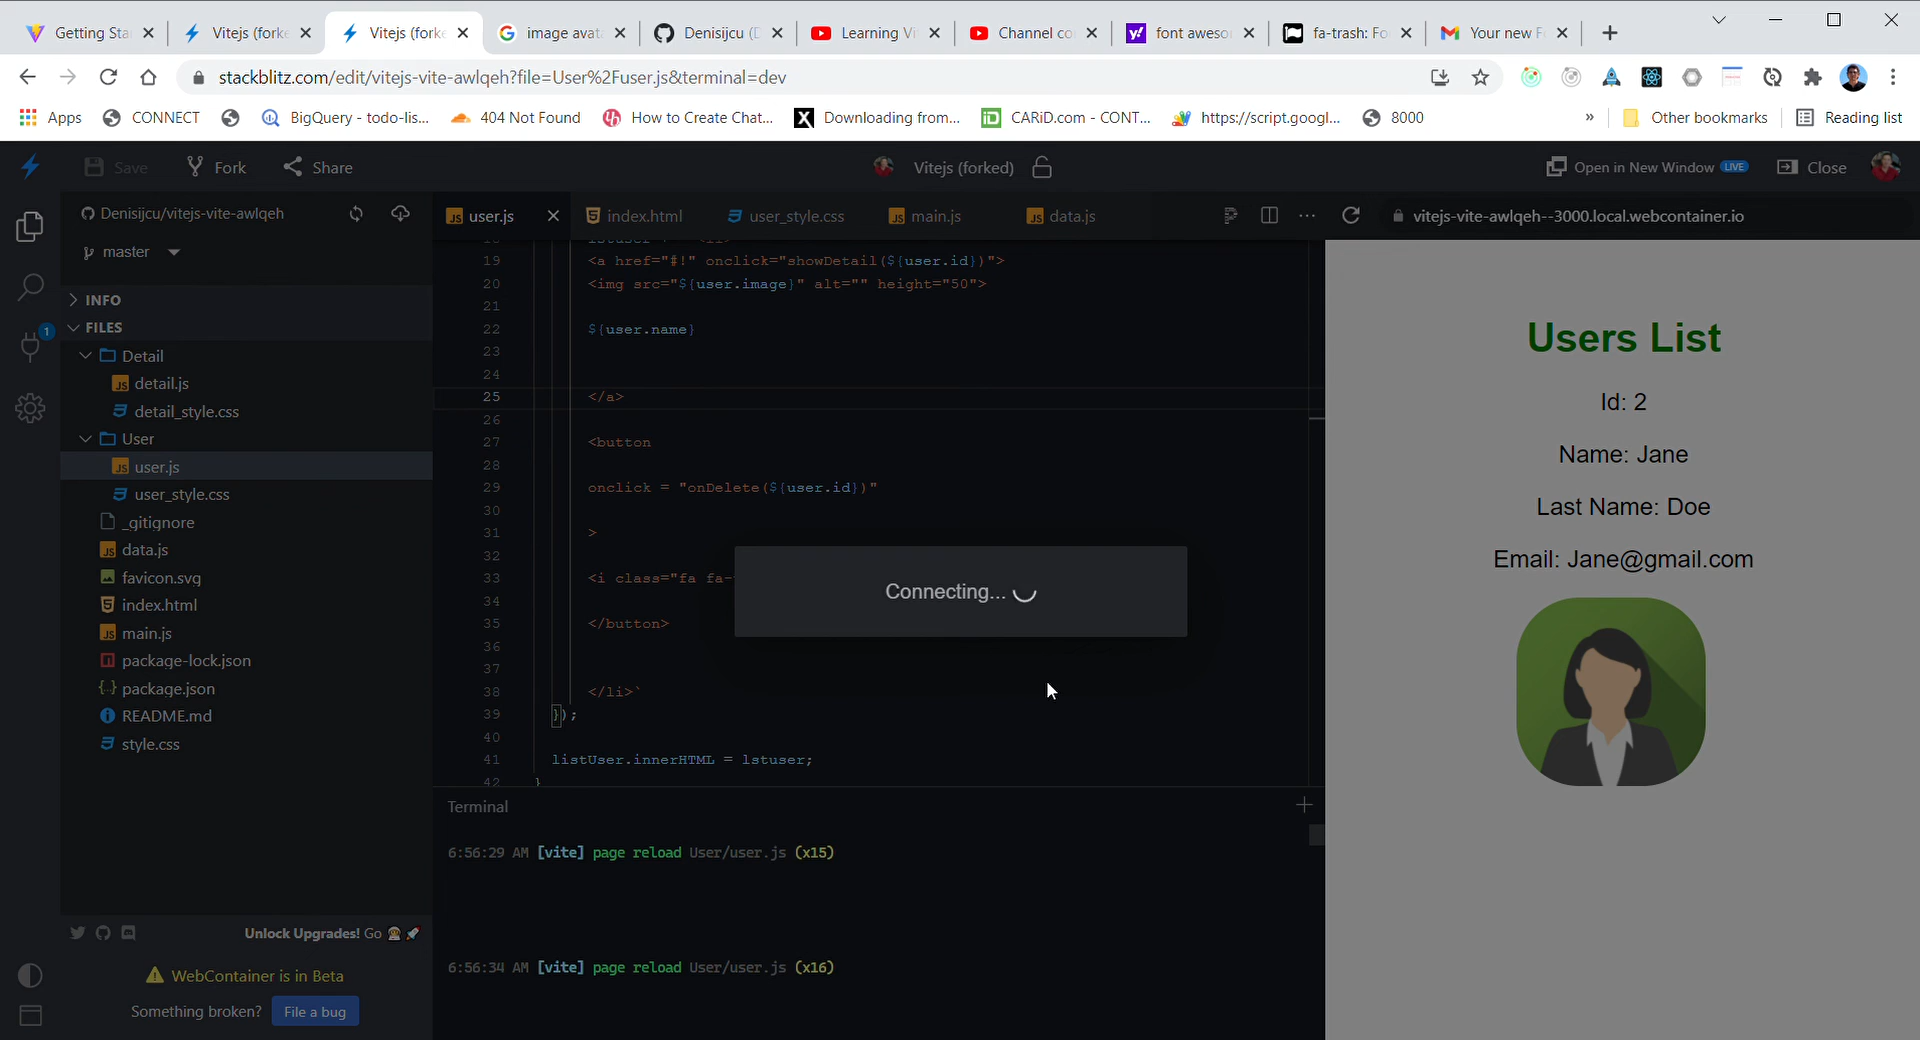 Getting Sta
Vitejs (forke
Vitejs (forke
image avata
Denisijcu (D
Learning Vi
Channel co
font aweso
fa-trash: Fo
Your new F
stackblitz.com/edit/vitejs-vite-awlqeh?file=User%2Fuser.js&terminal=dev
Apps
CONNECT
BigQuery - todo-lis...
404 Not Found
How to Create Chat...
Downloading from...
CARiD.com - CONT...
https://script.googl...
8000
»
Other bookmarks
Reading list
Save
Fork
Share
Vitejs (forked)
Open in New Window LIVE
Close
Denisijcu/vitejs-vite-awlqeh
master
INFO
FILES
Detail
detail.js
detail_style.css
User
user.js
user_style.css
_gitignore
data.js
favicon.svg
index.html
main.js
package-lock.json
package.json
README.md
style.css
1
Unlock Upgrades! Go
WebContainer is in Beta
Something broken? File a bug
user.js
index.html
user_style.css
main.js
data.js
19 <a href="#!" onclick="showDetail(${user.id})">
20 <img src="${user.image}" alt="" height="50">
21
22 ${user.name}
23
24
25 </a>
26
27 <button
28
29 onclick = "onDelete(${user.id})"
30
31 >
32
33 <i class="fa fa-
34
35 </button>
36
37
38 </li>`
39 });
40
41 listUser.innerHTML = lstuser;
42 }
Connecting...
Terminal
6:56:29 AM [vite] page reload User/user.js (x15)
6:56:34 AM [vite] page reload User/user.js (x16)
vitejs-vite-awlqeh--3000.local.webcontainer.io
Users List
Id: 2
Name: Jane
Last Name: Doe
Email: Jane@gmail.com